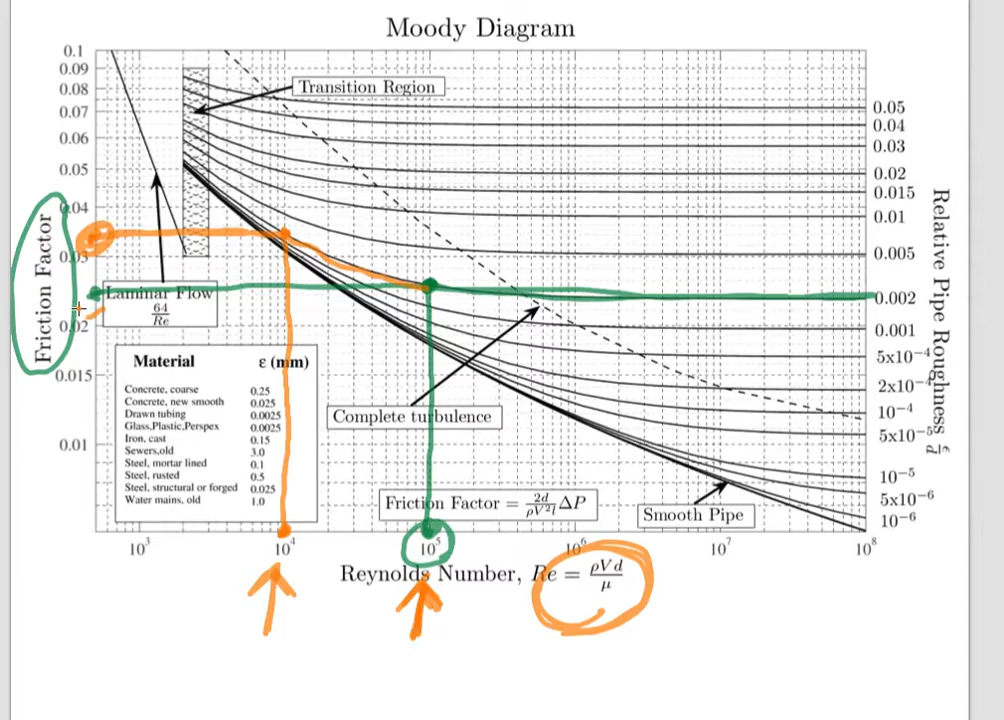 Moody Diagram
0.1
0.09
0.08
0.07
0.06
0.05
0.04
0.03
0.02
0.015
0.01
Friction Factor
Transition Region
Laminar Flow
64
Re
Material ε (mm)
Concrete, coarse 0.25
Concrete, new smooth 0.025
Drawn tubing 0.0025
Glass,Plastic,Perspex 0.0025
Iron, cast 0.15
Sewers,old 3.0
Steel, mortar lined 0.1
Steel, rusted 0.5
Steel, structural or forged 0.025
Water mains, old 1.0
Complete turbulence
Friction Factor = 2d/ρV²l ΔP
Smooth Pipe
0.05
0.04
0.03
0.02
0.015
0.01
0.005
0.002
0.001
5x10⁻⁴
2x10⁻⁴
10⁻⁴
5x10⁻⁵
10⁻⁵
5x10⁻⁶
10⁻⁶
Relative Pipe Roughness ε/d
10³ 10⁴ 10⁵ 10⁶ 10⁷ 10⁸
Reynolds Number, Re = ρVd/μ